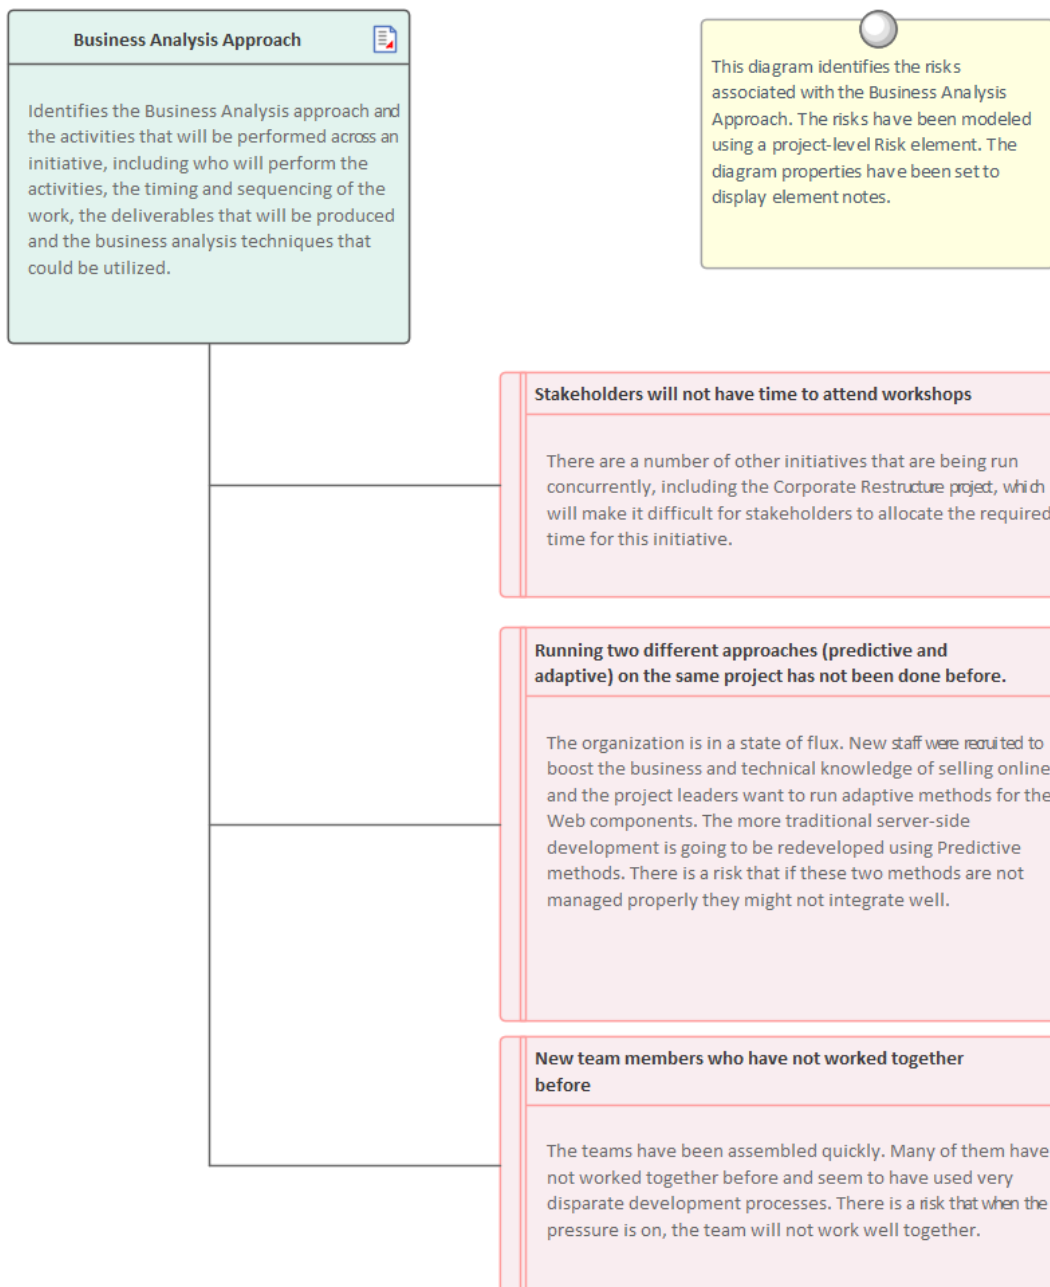 Business Analysis Approach
Identifies the Business Analysis approach and
the activities that will be performed across an
initiative, including who will perform the
activities, the timing and sequencing of the
work, the deliverables that will be produced
and the business analysis techniques that
could be utilized.
This diagram identifies the risks
associated with the Business Analysis
Approach. The risks have been modeled
using a project-level Risk element. The
diagram properties have been set to
display element notes.
Stakeholders will not have time to attend workshops
There are a number of other initiatives that are being run
concurrently, including the Corporate Restructure project, which
will make it difficult for stakeholders to allocate the required
time for this initiative.
Running two different approaches (predictive and
adaptive) on the same project has not been done before.
The organization is in a state of flux. New staff were recruited to
boost the business and technical knowledge of selling online
and the project leaders want to run adaptive methods for the
Web components. The more traditional server-side
development is going to be redeveloped using Predictive
methods. There is a risk that if these two methods are not
managed properly they might not integrate well.
New team members who have not worked together
before
The teams have been assembled quickly. Many of them have
not worked together before and seem to have used very
disparate development processes. There is a risk that when the
pressure is on, the team will not work well together.